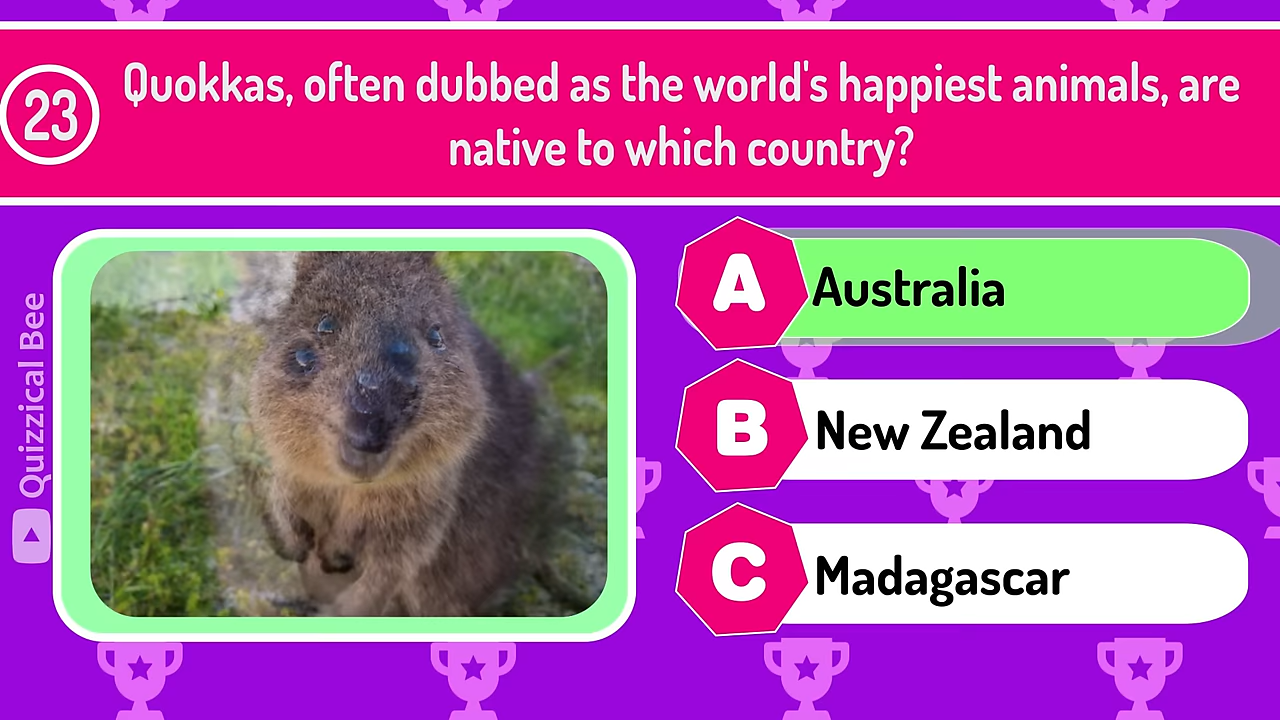 23
Quokkas, often dubbed as the world's happiest animals, are
native to which country?
Quizzical Bee
A
Australia
B
New Zealand
C
Madagascar